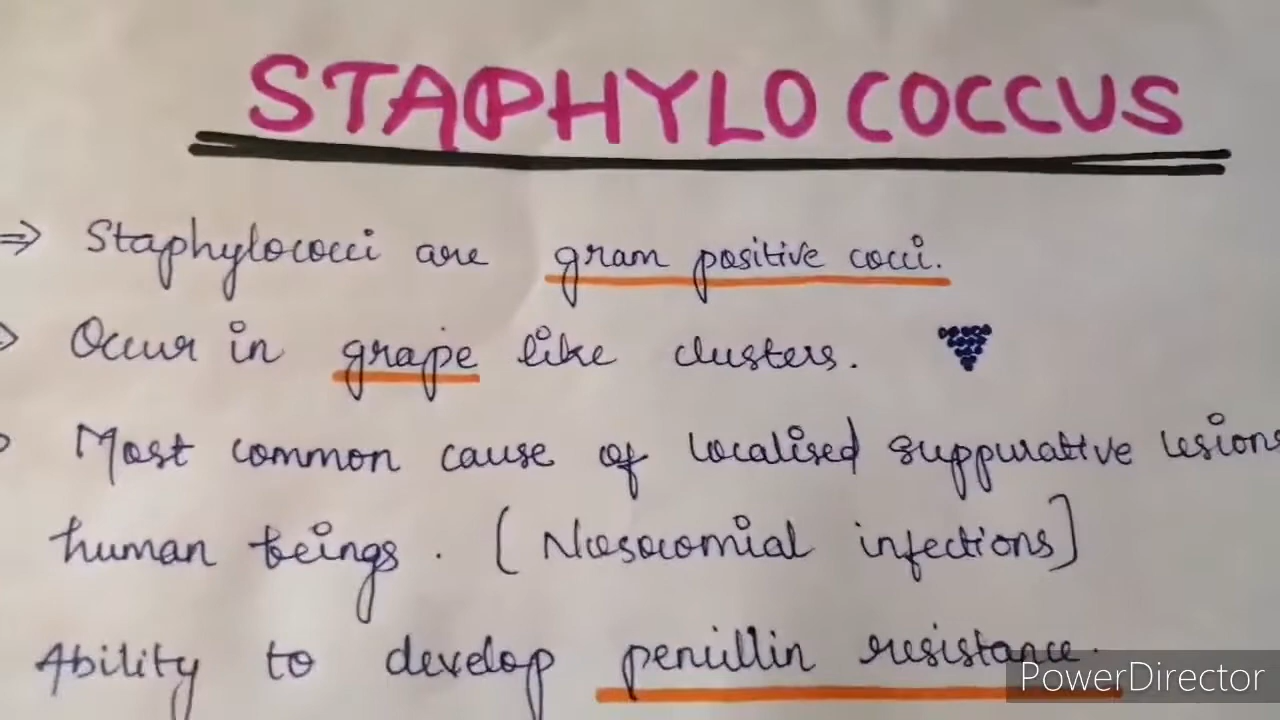 STAPHYLO COCCUS
⇒ Staphylococci are gram positive cocci.
⇒ Occur in grape like clusters.
Most common cause of localised suppurative lesions
human beings. (Nosocomial infections]
Ability to develop penicillin resistance.
PowerDirector